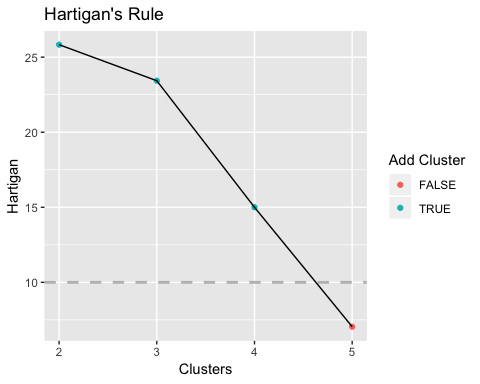 Hartigan's Rule
Hartigan
25
20
15
10
2 3 4 5
Clusters
Add Cluster
FALSE
TRUE